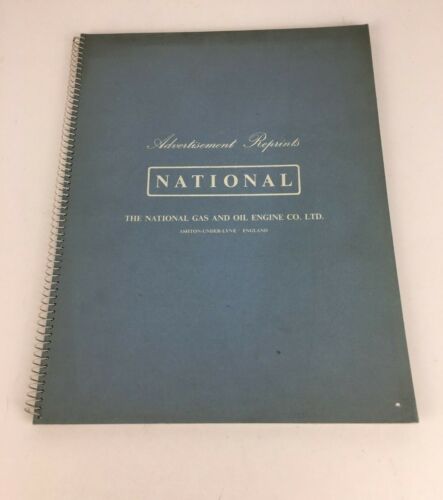 Advertisement Reprints
NATIONAL
THE NATIONAL GAS AND OIL ENGINE CO. LTD.
ASHTON-UNDER-LYNE ENGLAND